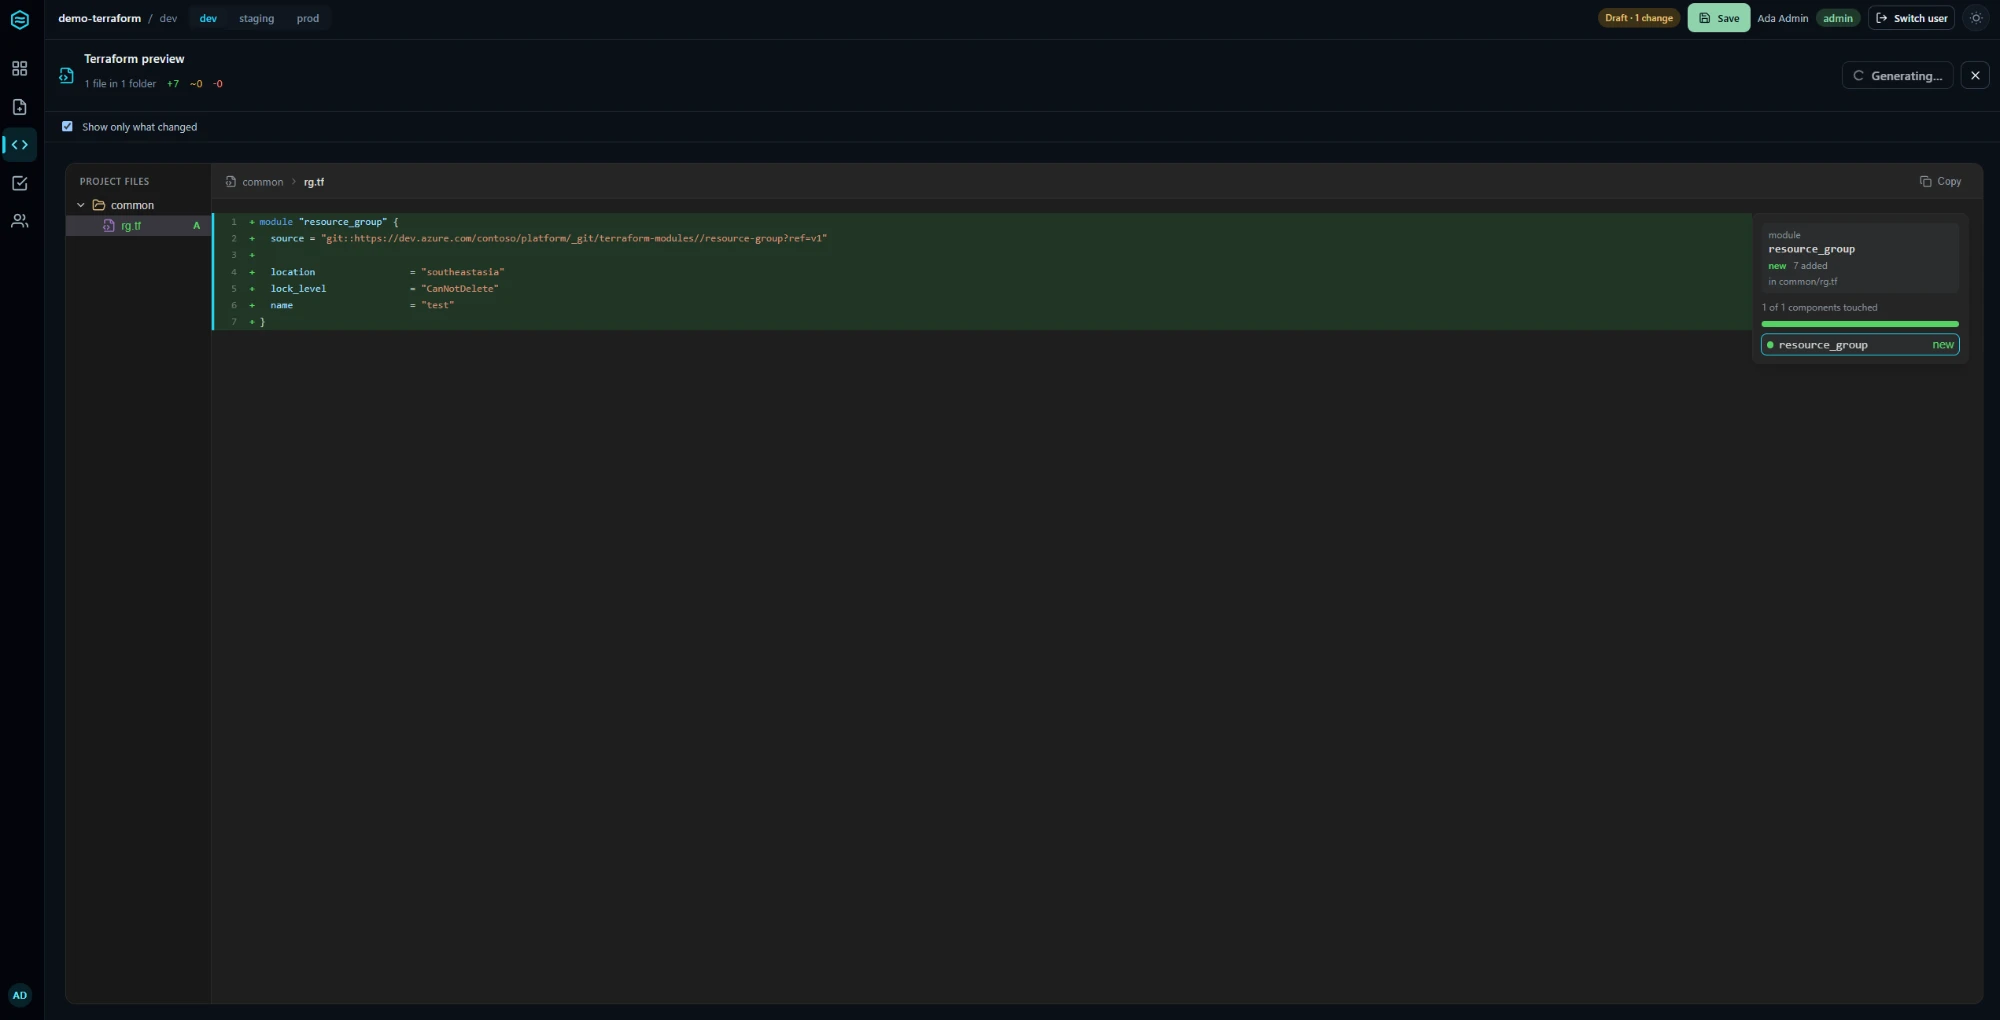 demo-terraform / dev dev staging prod
Draft · 1 change Save Ada Admin admin Switch user
Terraform preview
1 file in 1 folder +7 ~0 -0
Generating...
Show only what changed
PROJECT FILES
common
rg.tf A
common > rg.tf
Copy
1 + module "resource_group" {
2 + source = "git::https://dev.azure.com/contoso/platform/_git/terraform-modules//resource-group?ref=v1"
3 +
4 + location = "southeastasia"
5 + lock_level = "CanNotDelete"
6 + name = "test"
7 + }
module
resource_group
new 7 added
in common/rg.tf
1 of 1 components touched
resource_group new
AD